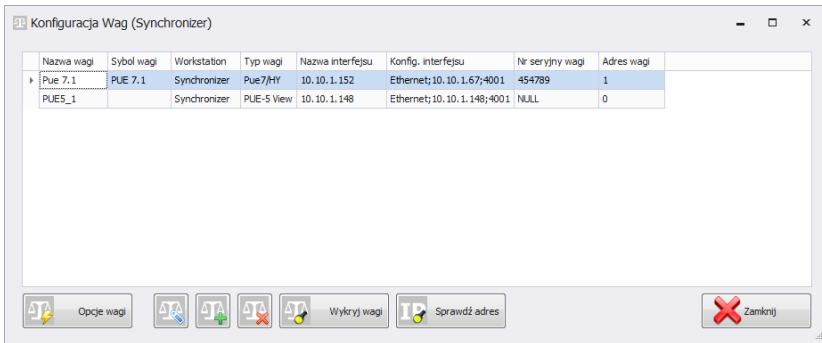 Konfiguracja Wag (Synchronizer)
Nazwa wagi Sybol wagi Workstation Typ wagi Nazwa interfejsu Konfig. interfejsu Nr seryjny wagi Adres wagi
Pue 7.1 PUE 7.1 Synchronizer Pue7/HY 10.10.1.152 Ethernet;10.10.1.67;4001 454789 1
PUE5_1 Synchronizer PUE-5 View 10.10.1.148 Ethernet;10.10.1.148;4001 NULL 0
Opcje wagi Wykryj wagi IP Sprawdź adres Zamknij